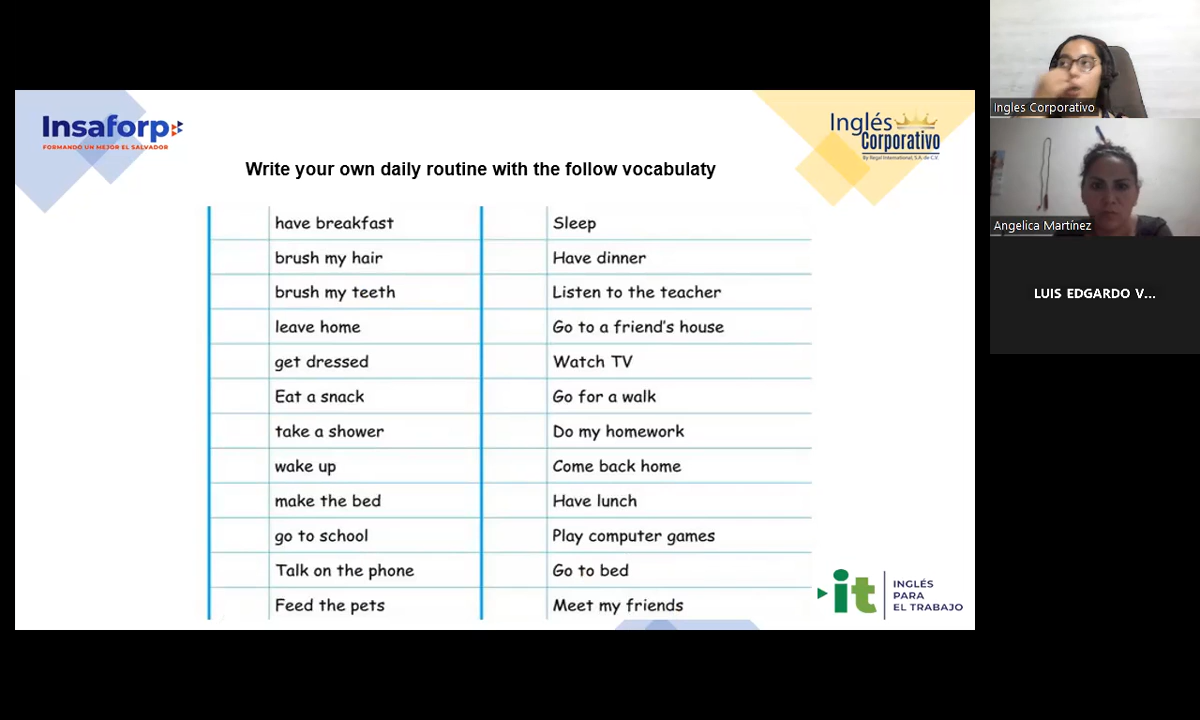 Insaforp
FORMANDO UN MEJOR EL SALVADOR
Inglés
Corporativo
By Regal International, S.A. de C.V.
Write your own daily routine with the follow vocabulaty
have breakfast
brush my hair
brush my teeth
leave home
get dressed
Eat a snack
take a shower
wake up
make the bed
go to school
Talk on the phone
Feed the pets
Sleep
Have dinner
Listen to the teacher
Go to a friend's house
Watch TV
Go for a walk
Do my homework
Come back home
Have lunch
Play computer games
Go to bed
Meet my friends
it
INGLÉS
PARA
EL TRABAJO
Ingles Corporativo
Angelica Martínez
LUIS EDGARDO V...